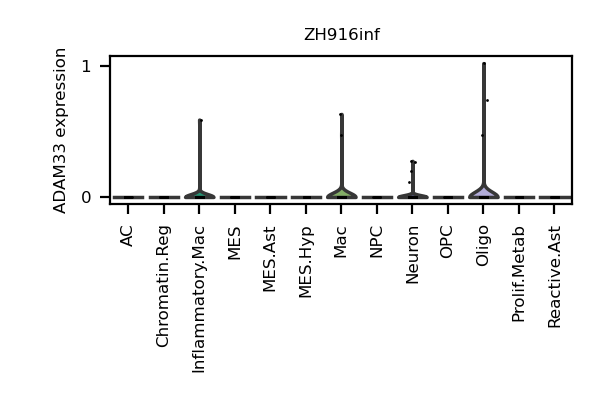 ZH916inf
ADAM33 expression
1
0
AC
Chromatin.Reg
Inflammatory.Mac
MES
MES.Ast
MES.Hyp
Mac
NPC
Neuron
OPC
Oligo
Prolif.Metab
Reactive.Ast